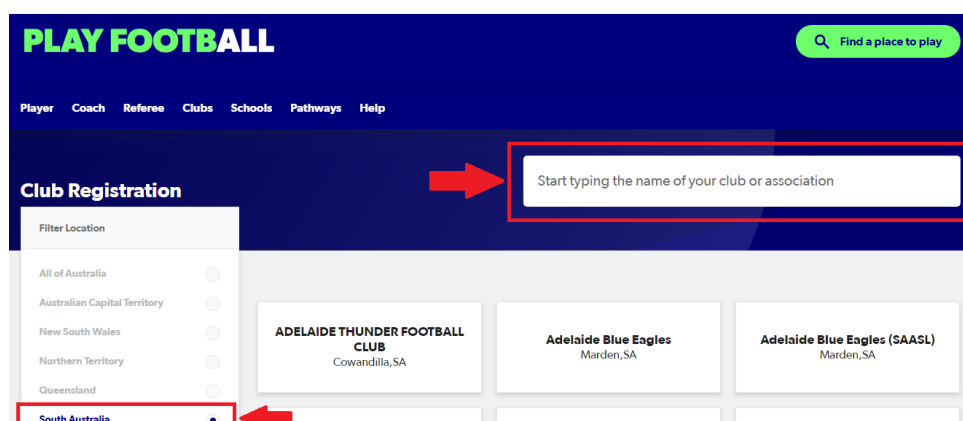 PLAY FOOTBALL
Find a place to play
Player Coach Referee Clubs Schools Pathways Help
Club Registration
Start typing the name of your club or association
Filter Location
All of Australia
Australian Capital Territory
New South Wales
Northern Territory
Queensland
South Australia
ADELAIDE THUNDER FOOTBALL
CLUB
Cowandilla,SA
Adelaide Blue Eagles
Marden,SA
Adelaide Blue Eagles (SAASL)
Marden,SA